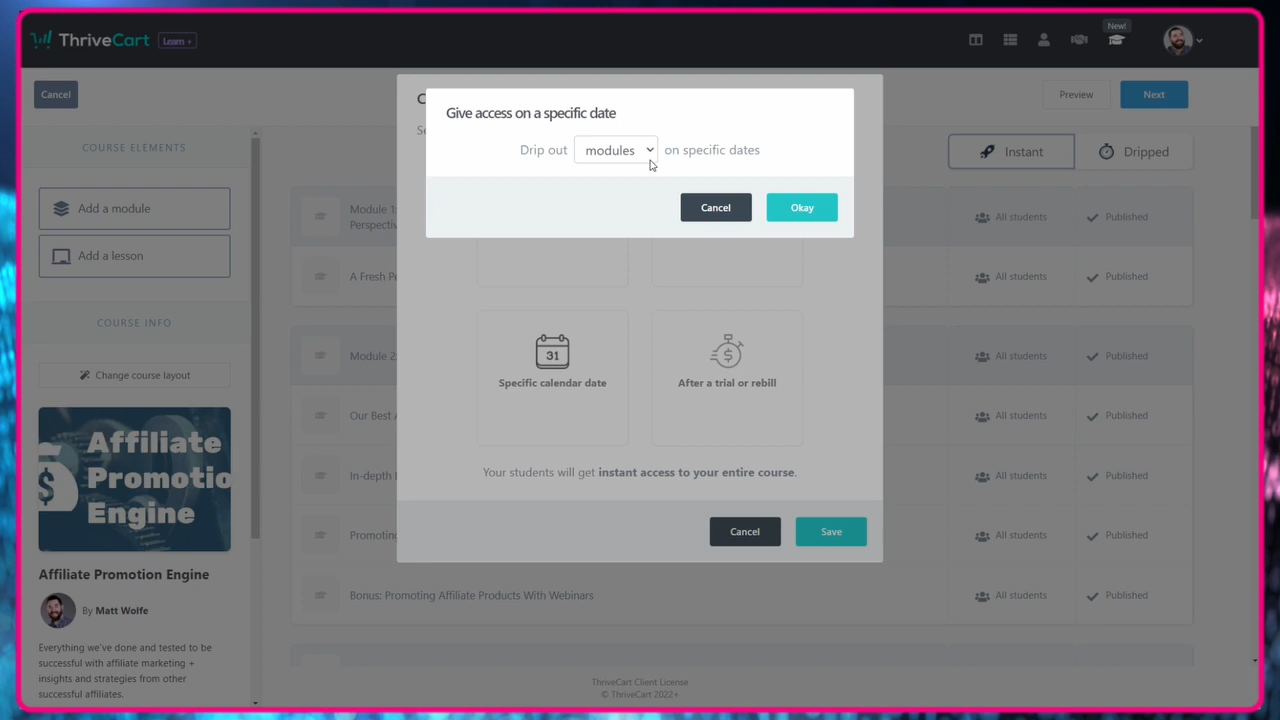 ThriveCart Learn +
New!
Cancel
Preview
Next
COURSE ELEMENTS
Add a module
Add a lesson
COURSE INFO
Change course layout
Affiliate
Promotio
Engine
Affiliate Promotion Engine
By Matt Wolfe
Everything we've done and tested to be
successful with affiliate marketing +
insights and strategies from other
successful affiliates.
Give access on a specific date
Drip out modules on specific dates
Cancel
Okay
31
Specific calendar date
$
After a trial or rebill
Your students will get instant access to your entire course.
Cancel
Save
Instant
Dripped
Module 1:
Perspectiv
All students
Published
A Fresh Pe
All students
Published
Module 2:
All students
Published
Our Best A
All students
Published
In-depth
All students
Published
Promoting
All students
Published
Bonus: Promoting Affiliate Products With Webinars
All students
Published
ThriveCart Client License
© ThriveCart 2022+